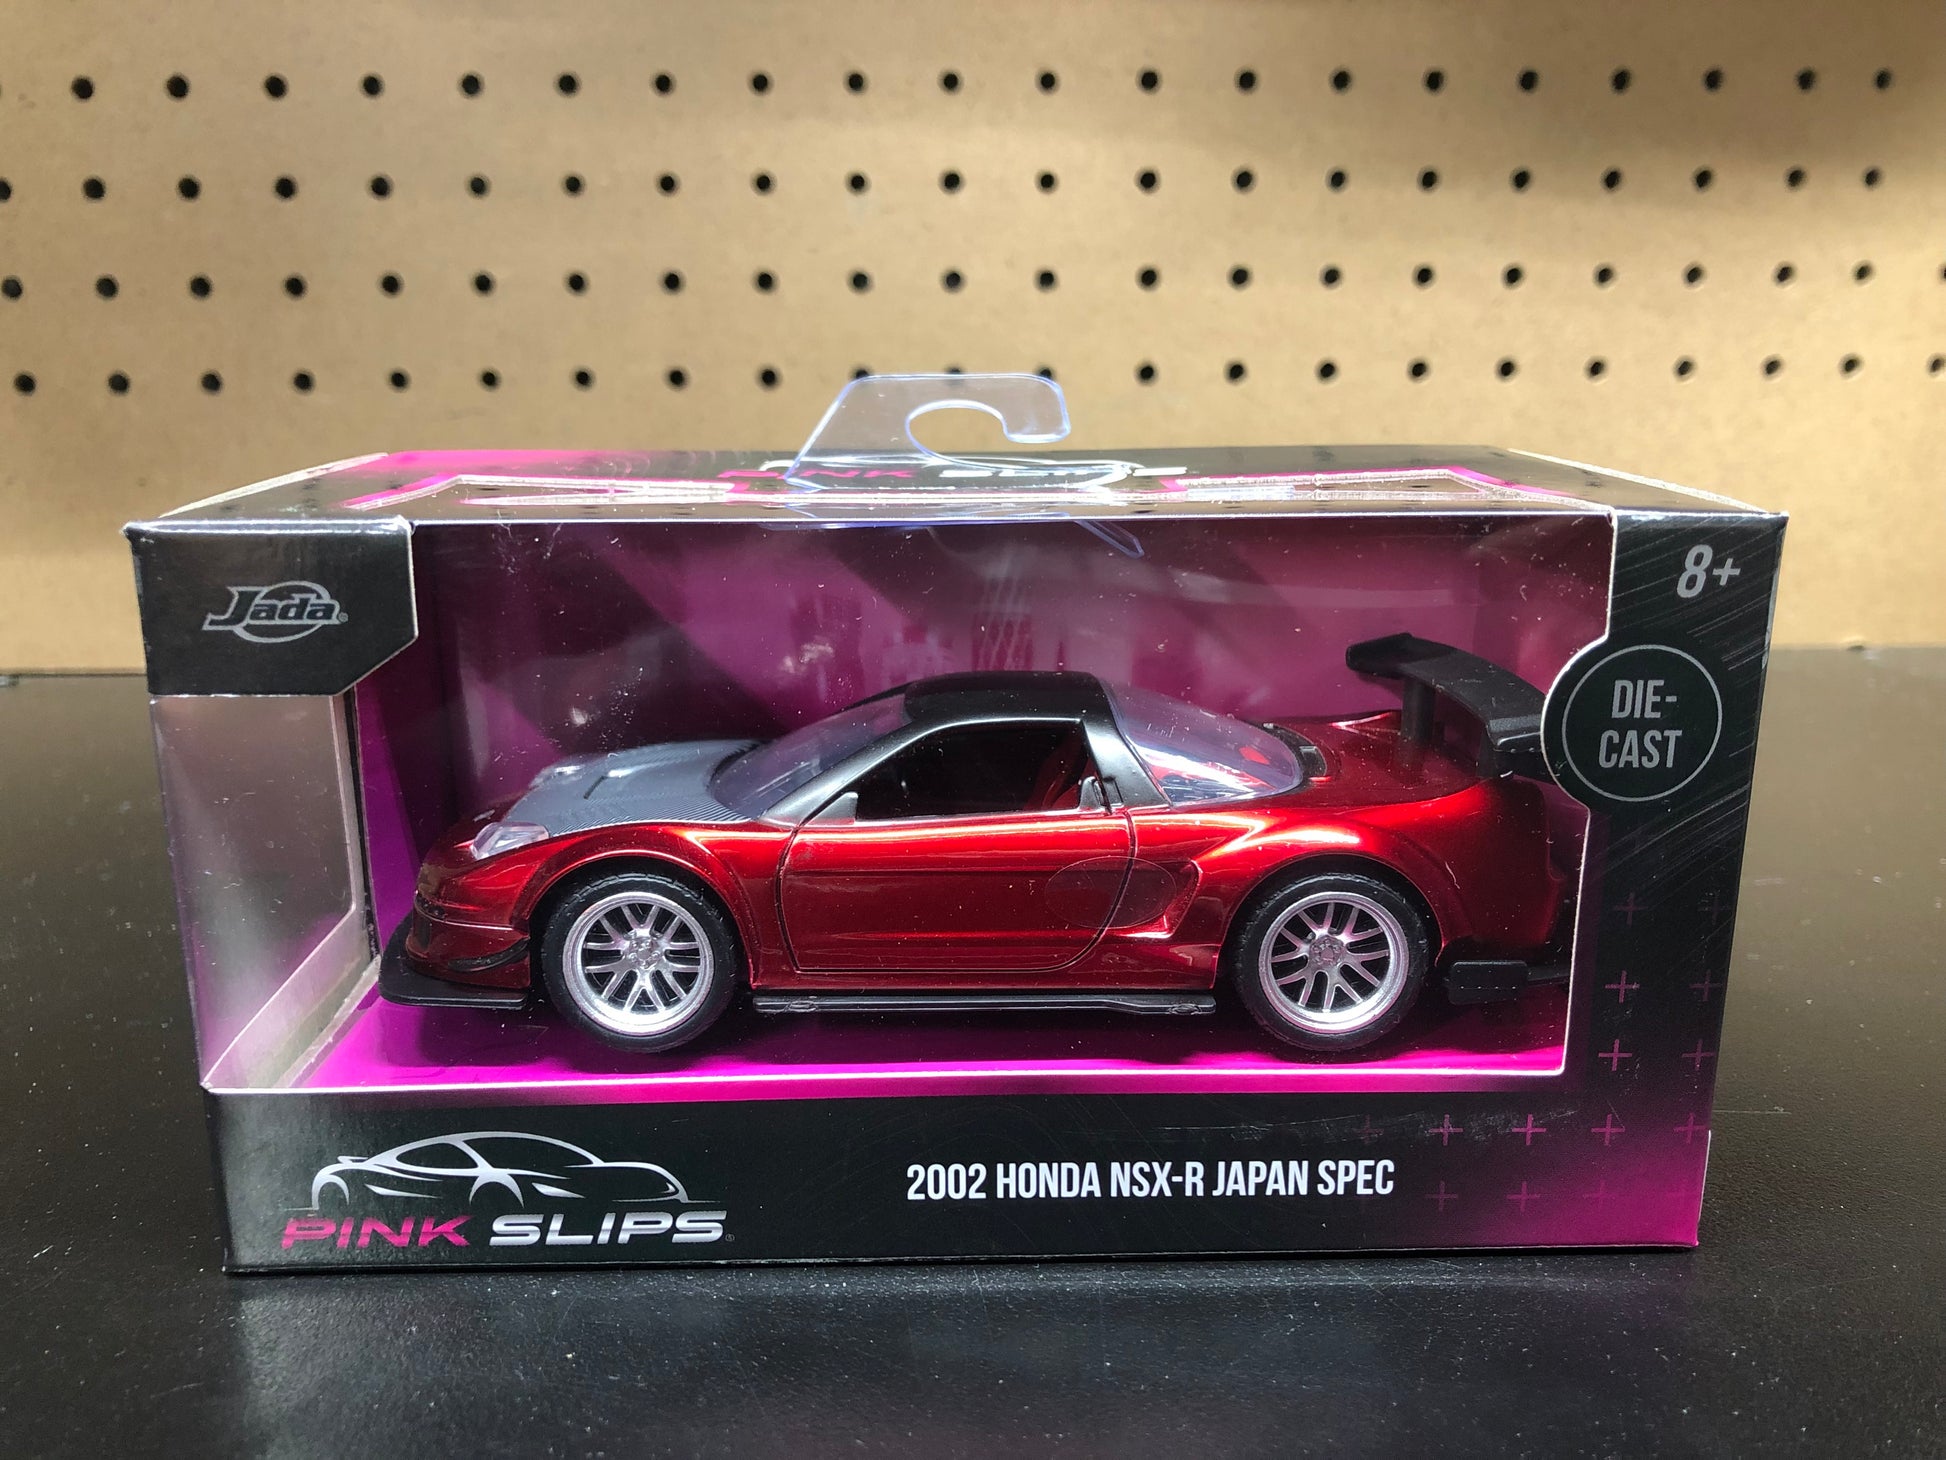 PINK SLIPS
Jada
8+
DIE-
CAST
PINK SLIPS
2002 HONDA NSX-R JAPAN SPEC